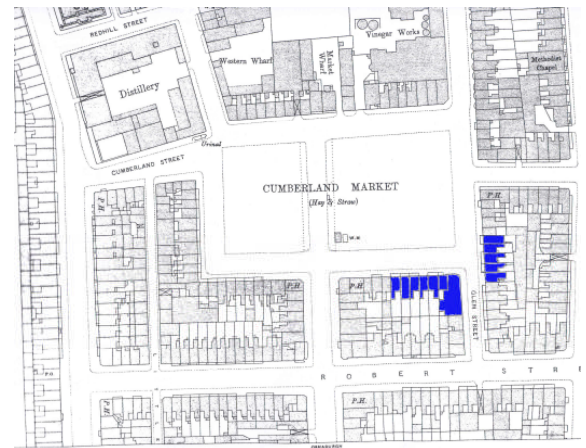 REDHILL STREET
Distillery
Western Wharf
Market
Wharf
Vinegar Works
Methodist
Chapel
Urinal
CUMBERLAND STREET
CUMBERLAND MARKET
(Hay & Straw)
P.H.
P.H.
W.M.
P.H.
P.H.
GLEN STREET
ROBERT STRE
P.H.
P.H.